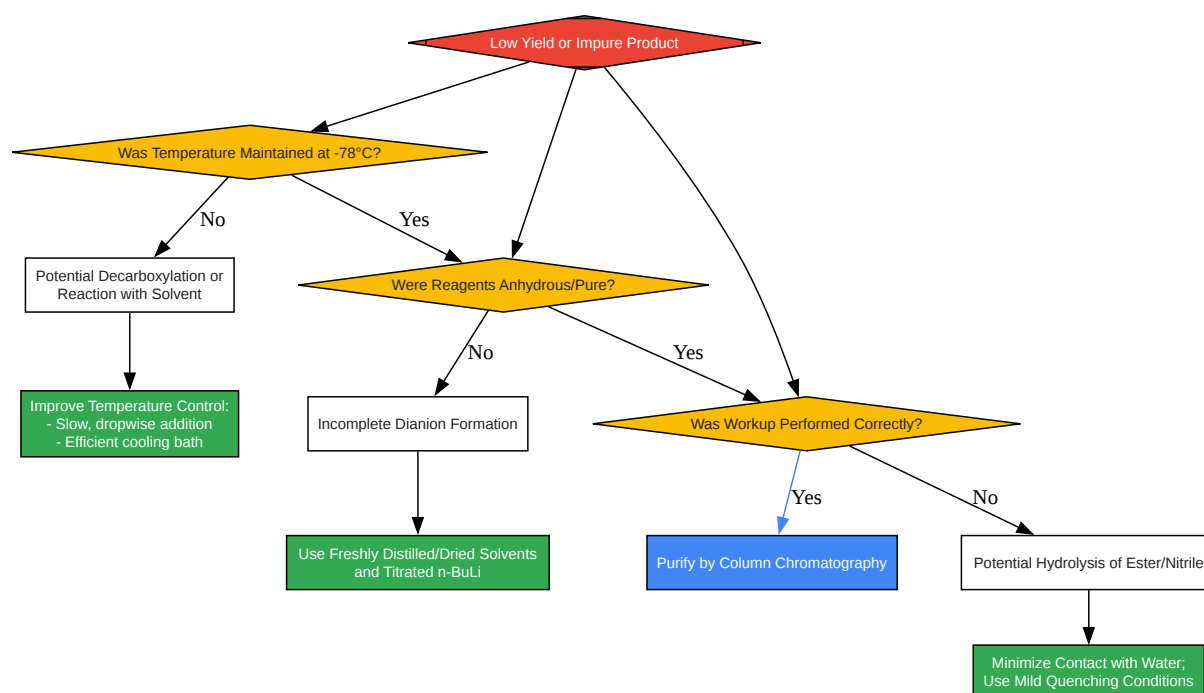 Low Yield or Impure Product
Was Temperature Maintained at -78°C?
No
Yes
Potential Decarboxylation or
Reaction with Solvent
Were Reagents Anhydrous/Pure?
No
Yes
Improve Temperature Control:
- Slow, dropwise addition
- Efficient cooling bath
Incomplete Dianion Formation
Was Workup Performed Correctly?
Yes
No
Use Freshly Distilled/Dried Solvents
and Titrated n-BuLi
Purify by Column Chromatography
Potential Hydrolysis of Ester/Nitrile
Minimize Contact with Water;
Use Mild Quenching Conditions